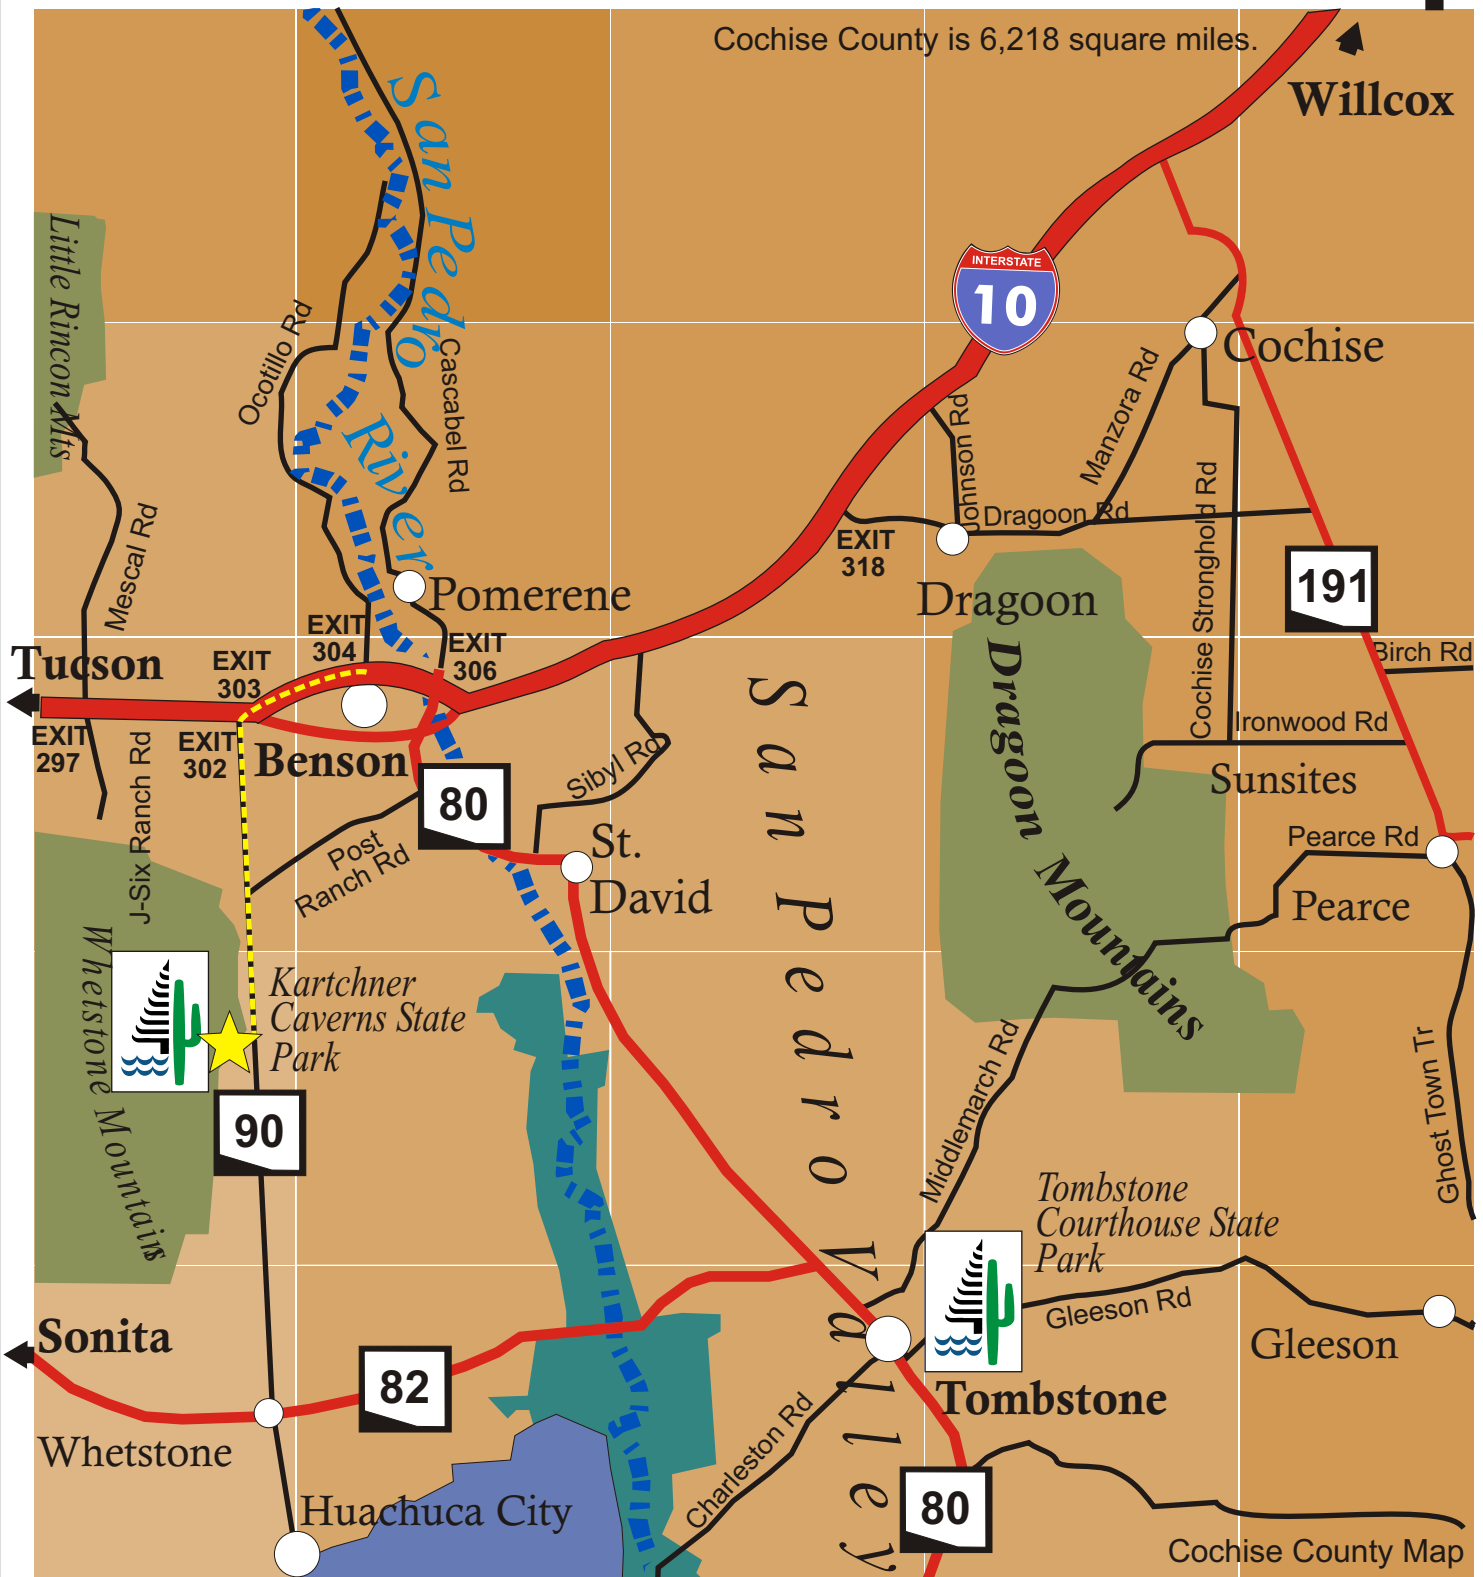 Cochise County is 6,218 square miles.
Willcox
San Pedro
River
Little Rincon Mts
INTERSTATE
10
Ocotillo Rd
Cascabel Rd
Cochise
Manzora Rd
Johnson Rd
Dragoon Rd
Cochise Stronghold Rd
Mescal Rd
EXIT
318
191
Pomerene
Dragoon
EXIT
304
EXIT
306
Birch Rd
Tucson
EXIT
303
EXIT
297
EXIT
302
Benson
J-Six Ranch Rd
Sibyl Rd
Ironwood Rd
Sunsites
80
Post
Ranch Rd
St.
David
San Pedro Valley
Dragoon Mountains
Pearce Rd
Pearce
Whetstone Mountains
Kartchner
Caverns State
Park
90
Middlemarch Rd
Ghost Town Tr
Tombstone
Courthouse State
Park
Gleeson Rd
Gleeson
Sonita
82
Tombstone
Whetstone
Charleston Rd
Huachuca City
80
Cochise County Map